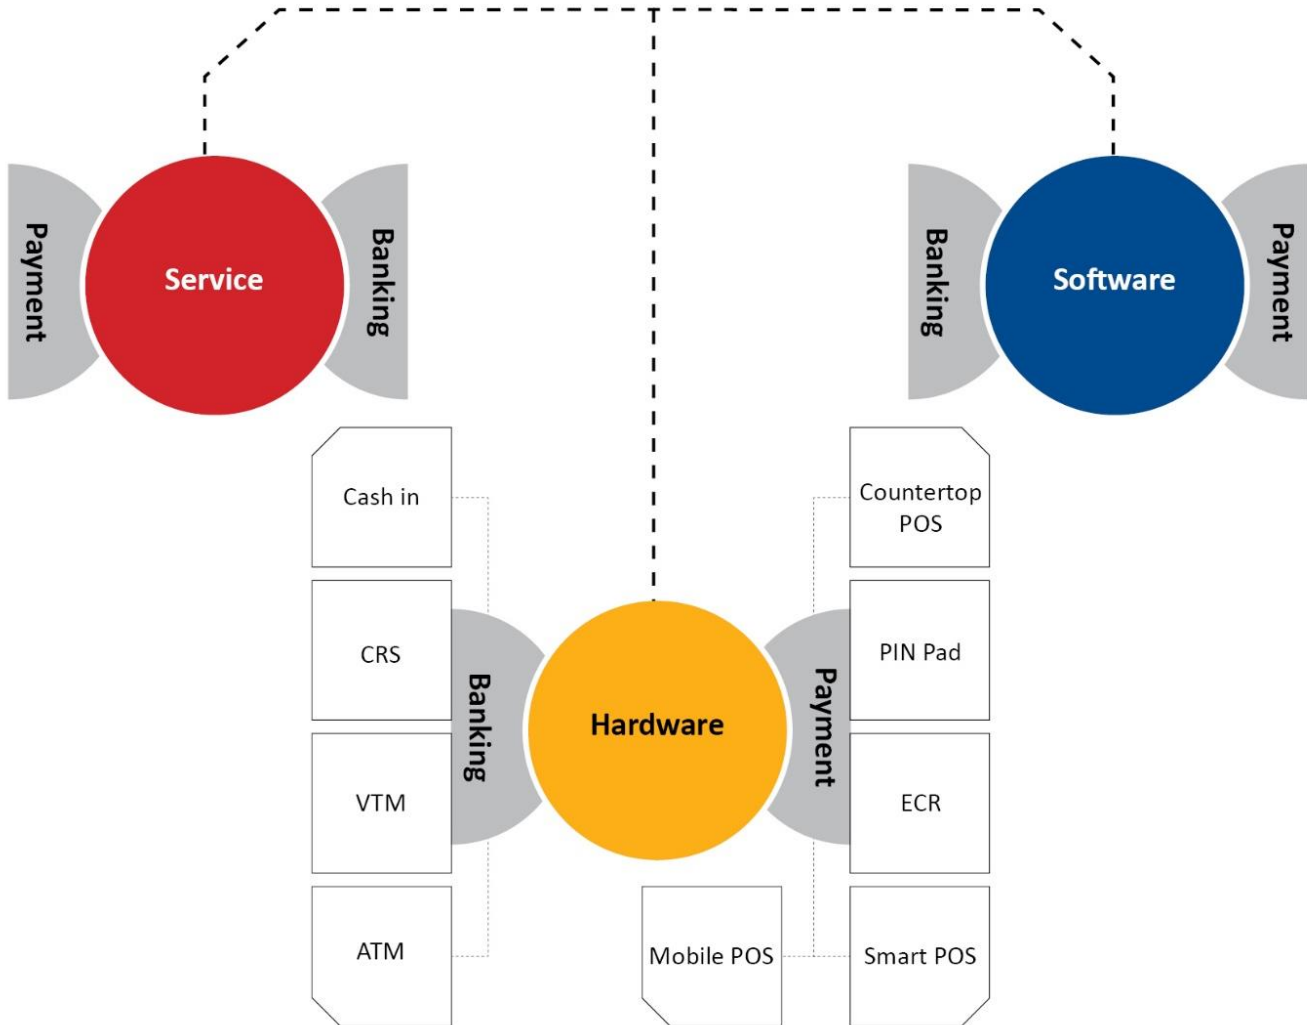 Payment
Service
Banking
Banking
Software
Payment
Cash in
CRS
VTM
ATM
Banking
Hardware
Payment
Countertop
POS
PIN Pad
ECR
Mobile POS
Smart POS